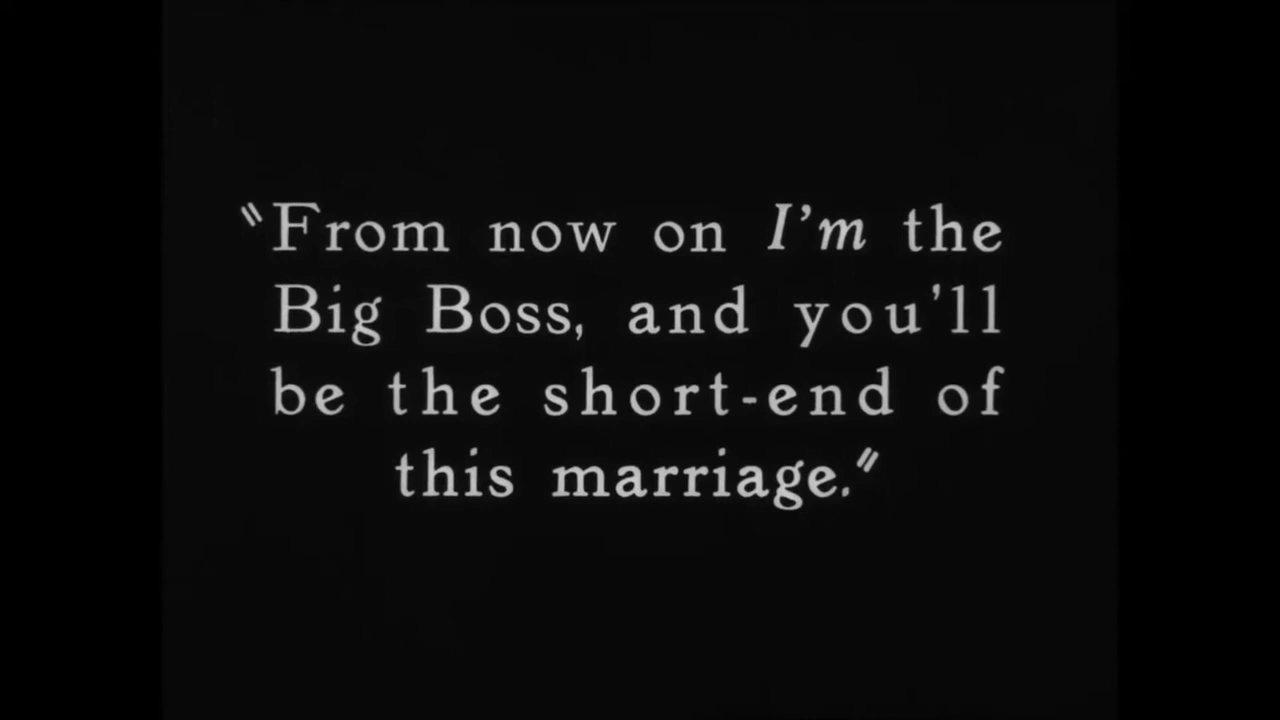 "From now on I'm the
Big Boss, and you'll
be the short-end of
this marriage."